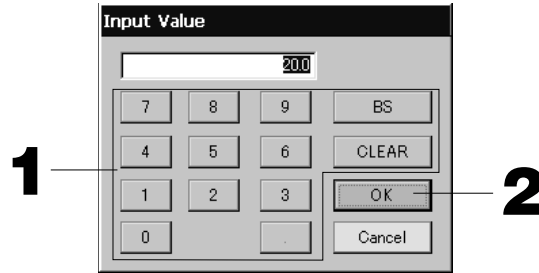 Input Value
20.0
7 8 9 BS
4 5 6 CLEAR
1 2 3 OK
0 . Cancel
1
2